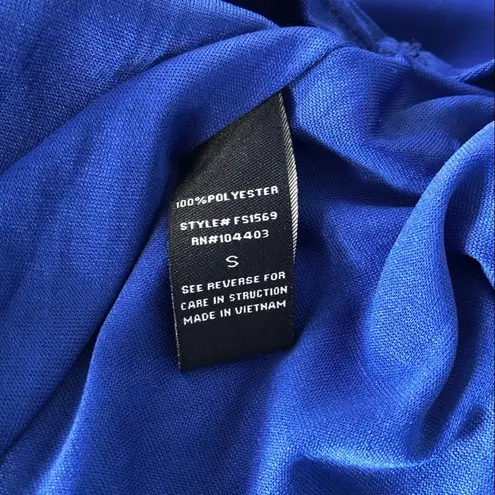 100%POLYESTER
STYLE# FS1569
RN#104403
S
SEE REVERSE FOR
CARE IN STRUCTION
MADE IN VIETNAM